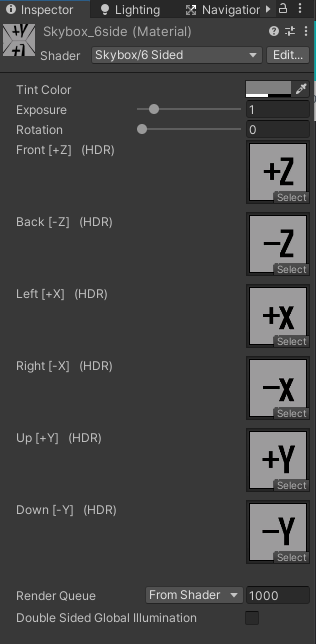 Inspector
Lighting
Navigation
+Y
Skybox_6side (Material)
Shader
Skybox/6 Sided
Edit...
Tint Color
Exposure
1
Rotation
0
Front [+Z] (HDR)
+Z
Select
Back [-Z] (HDR)
−Z
Select
Left [+X] (HDR)
+X
Select
Right [-X] (HDR)
−X
Select
Up [+Y] (HDR)
+Y
Select
Down [-Y] (HDR)
−Y
Select
Render Queue
From Shader
1000
Double Sided Global Illumination